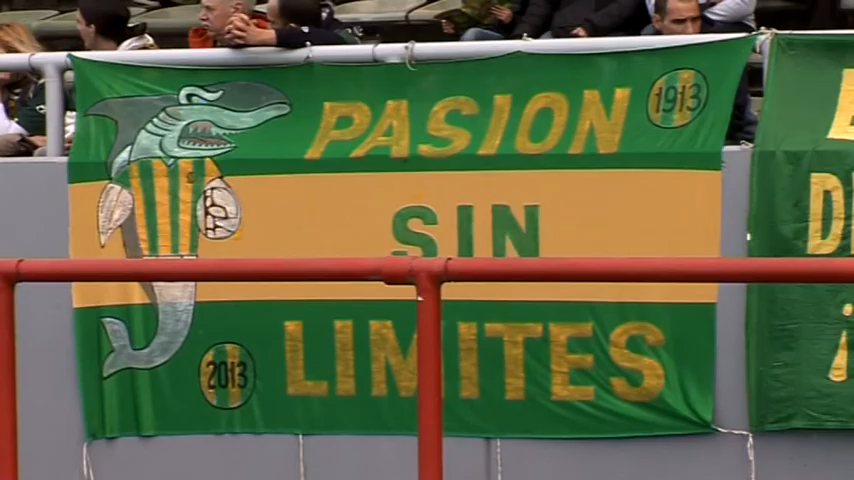 PASION
1913
SIN
LIMITES
2013